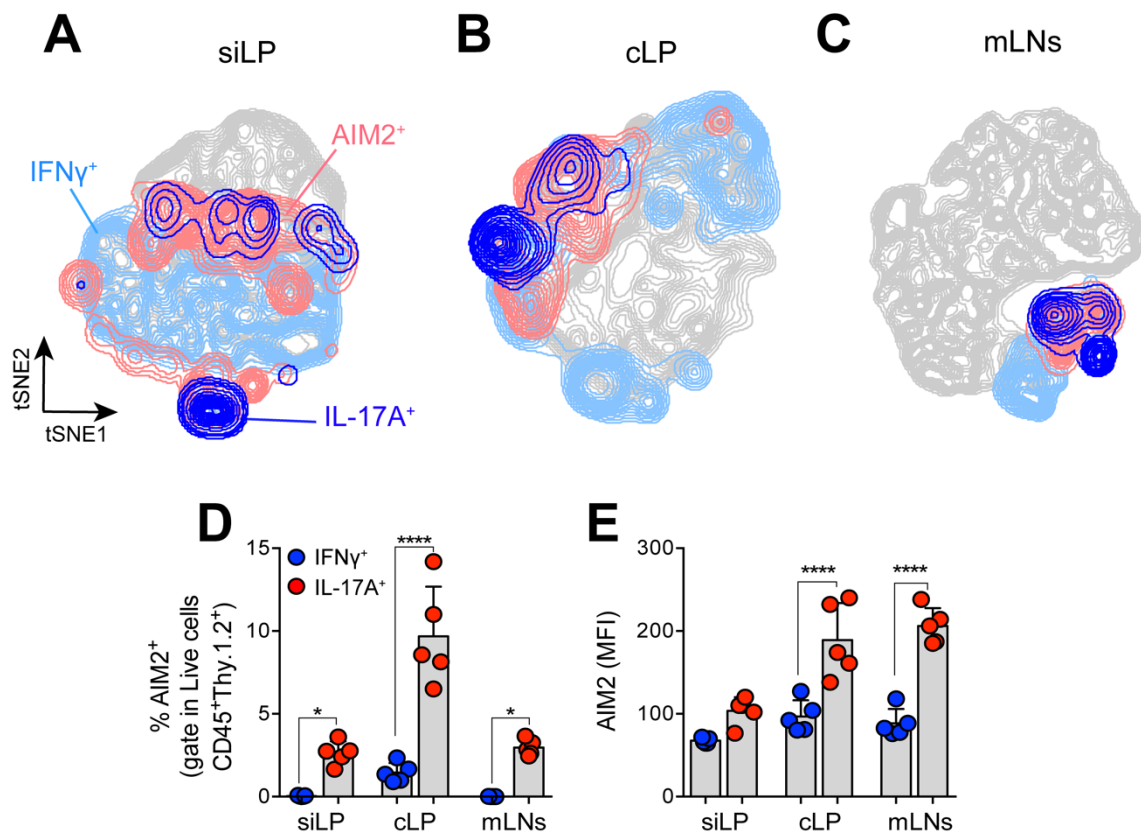 A
siLP
B
cLP
C
mLNs
AIM2⁺
IFNγ⁺
IL-17A⁺
tSNE2
tSNE1
D
% AIM2⁺
(gate in Live cells
CD45⁺Thy.1.2⁺)
15
10
5
0
IFNγ⁺
IL-17A⁺
*
****
*
siLP
cLP
mLNs
E
AIM2 (MFI)
300
200
100
0
****
****
siLP
cLP
mLNs